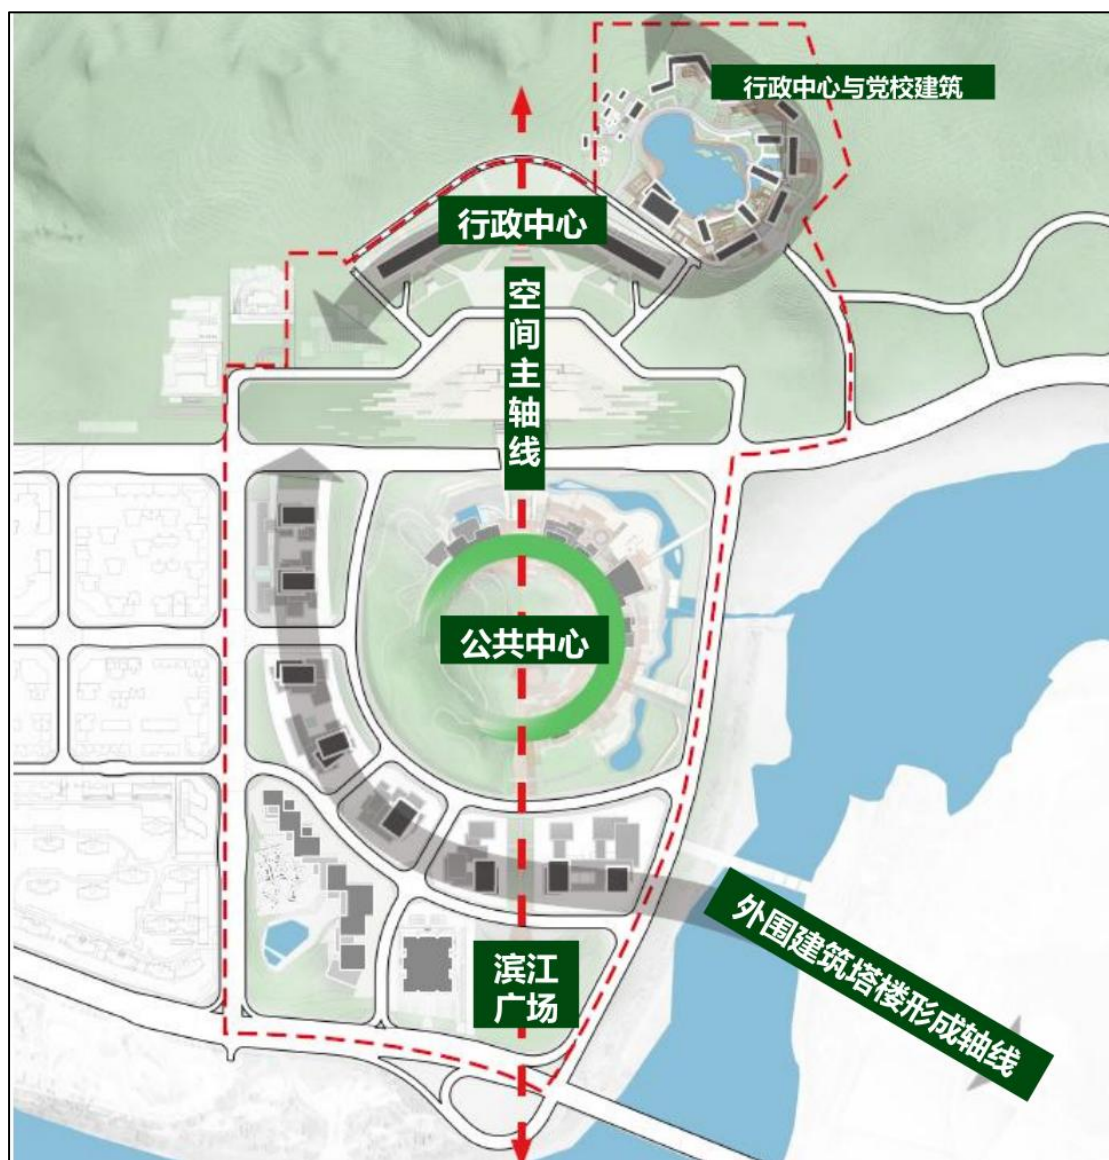 行政中心与党校建筑
行政中心
空间主轴线
公共中心
外围建筑塔楼形成轴线
滨江
广场